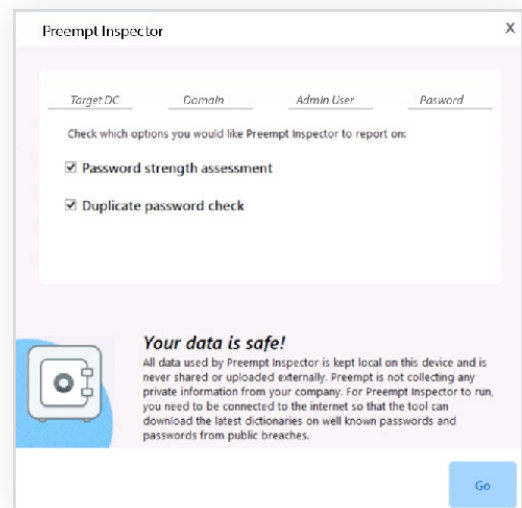 Preempt Inspector X
Target DC Domain Admin User Pasword
Check which options you would like Preempt Inspector to report on:
Password strength assessment
Duplicate password check
Your data is safe!
All data used by Preempt Inspector is kept local on this device and is
never shared or uploaded externally. Preempt is not collecting any
private information from your company. For Preempt Inspector to run,
you need to be connected to the internet so that the tool can
download the latest dictionaries on well known passwords and
passwords from public breaches.
Go